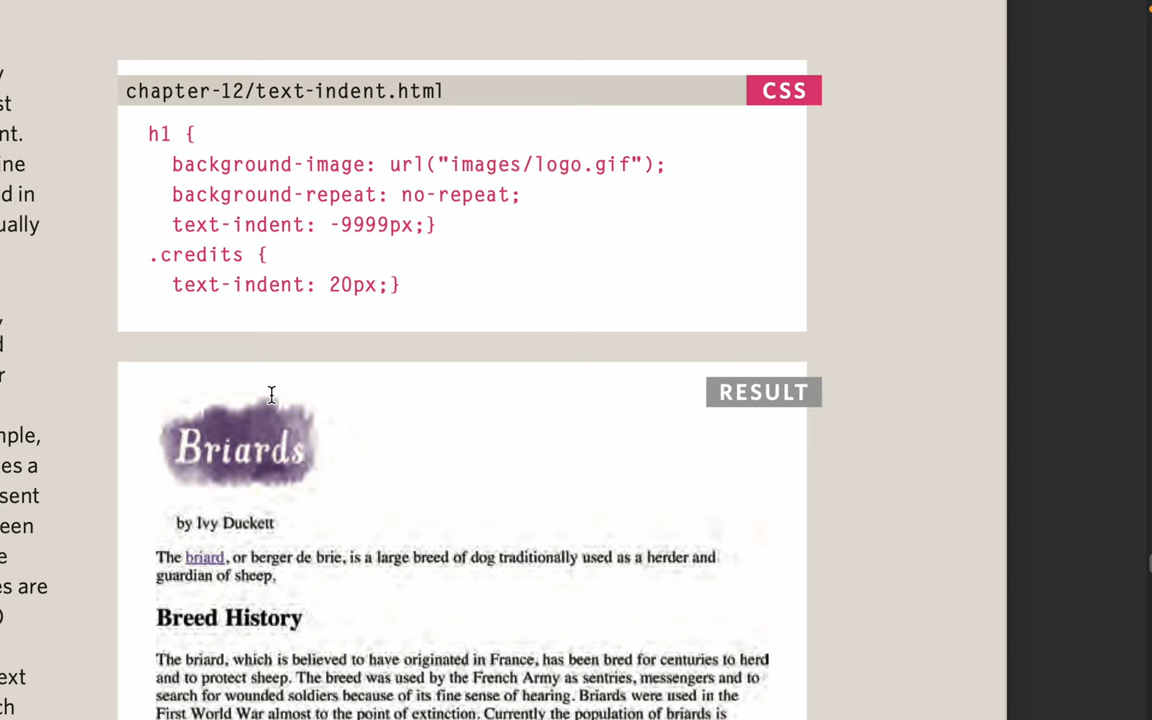 chapter-12/text-indent.html
CSS
h1 {
background-image: url("images/logo.gif");
background-repeat: no-repeat;
text-indent: -9999px;}
.credits {
text-indent: 20px;}
RESULT
Briards
by Ivy Duckett
The briard, or berger de brie, is a large breed of dog traditionally used as a herder and
guardian of sheep.
Breed History
The briard, which is believed to have originated in France, has been bred for centuries to herd
and to protect sheep. The breed was used by the French Army as sentries, messengers and to
search for wounded soldiers because of its fine sense of hearing. Briards were used in the
First World War almost to the point of extinction. Currently the population of briards is